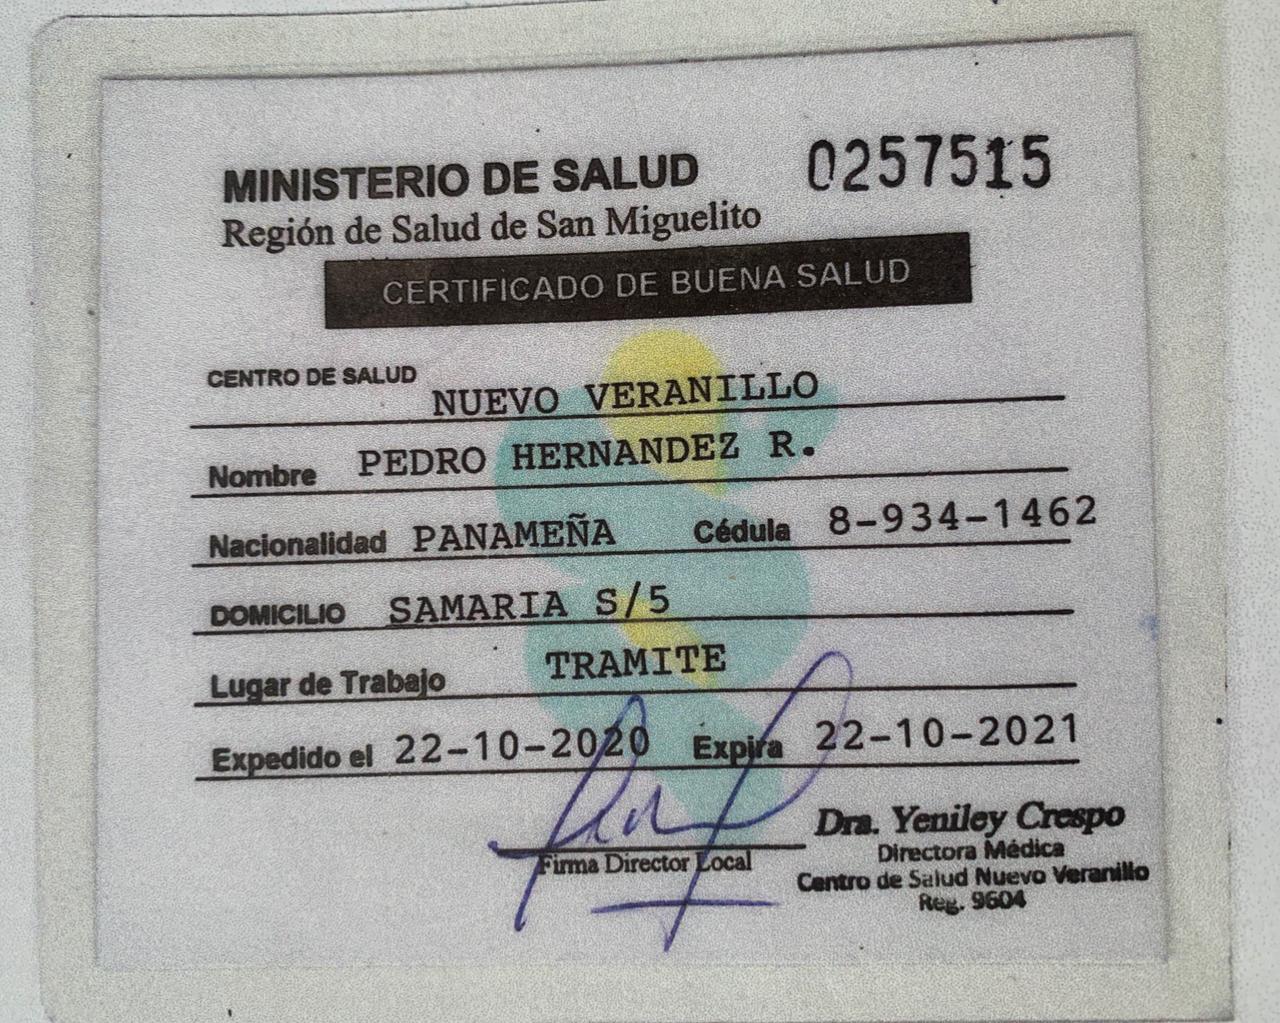 MINISTERIO DE SALUD 0257515
Región de Salud de San Miguelito
CERTIFICADO DE BUENA SALUD
CENTRO DE SALUD NUEVO VERANILLO
Nombre PEDRO HERNANDEZ R.
Nacionalidad PANAMEÑA Cédula 8-934-1462
DOMICILIO SAMARIA S/5
Lugar de Trabajo TRAMITE
Expedido el 22-10-2020 Expira 22-10-2021
Dra. Yeniley Crespo
Firma Director Local Directora Médica
Centro de Salud Nuevo Veranillo
Reg. 9604